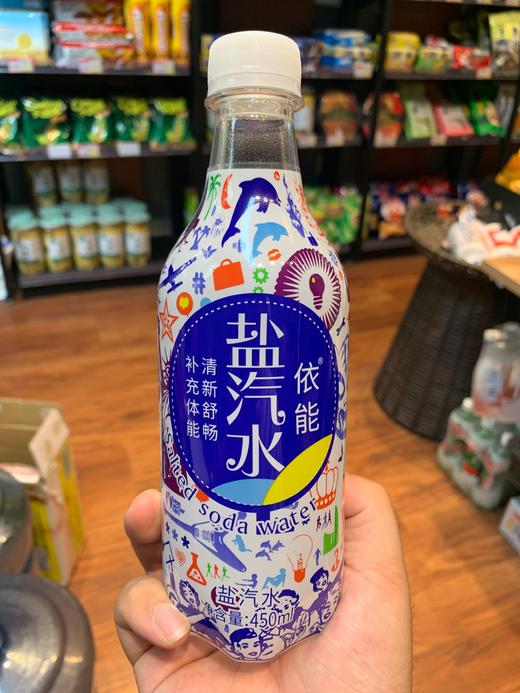 依能®
盐汽水
清新舒畅
补充体能
salted soda water
盐汽水
净含量:450ml